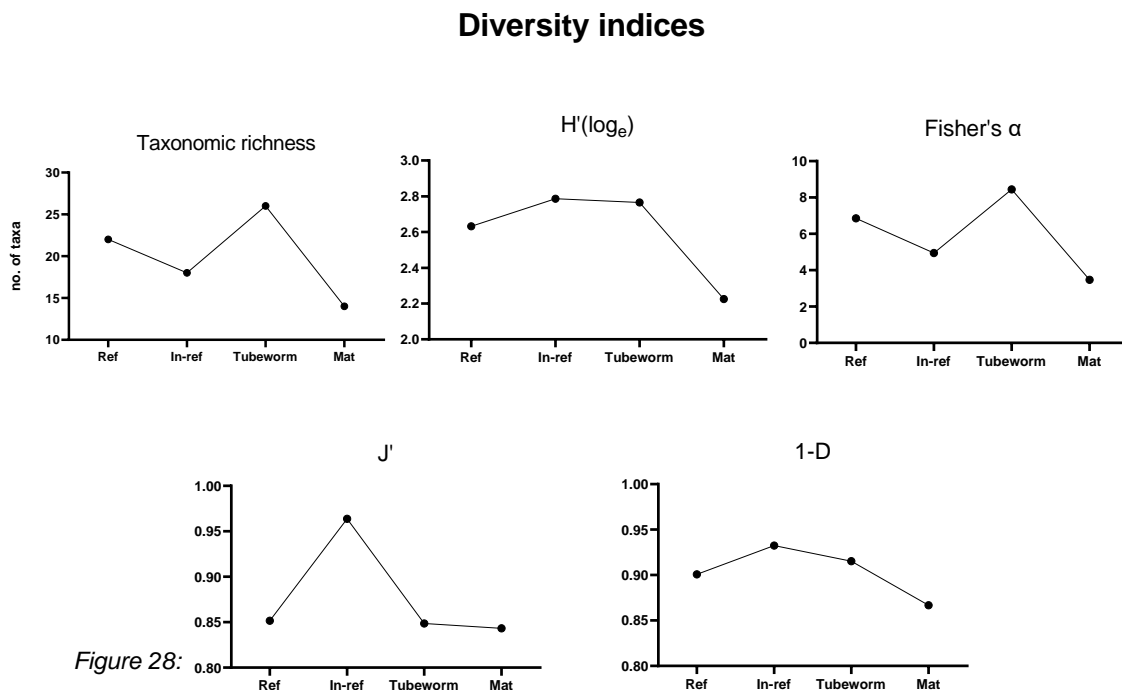 Diversity indices
Taxonomic richness
no. of taxa
30
25
20
15
10
Ref In-ref Tubeworm Mat
H'(logₑ)
3.0
2.8
2.6
2.4
2.2
2.0
Ref In-ref Tubeworm Mat
Fisher's α
10
8
6
4
2
0
Ref In-ref Tubeworm Mat
J'
1.00
0.95
0.90
0.85
0.80
Ref In-ref Tubeworm Mat
1-D
1.00
0.95
0.90
0.85
0.80
Ref In-ref Tubeworm Mat
Figure 28: